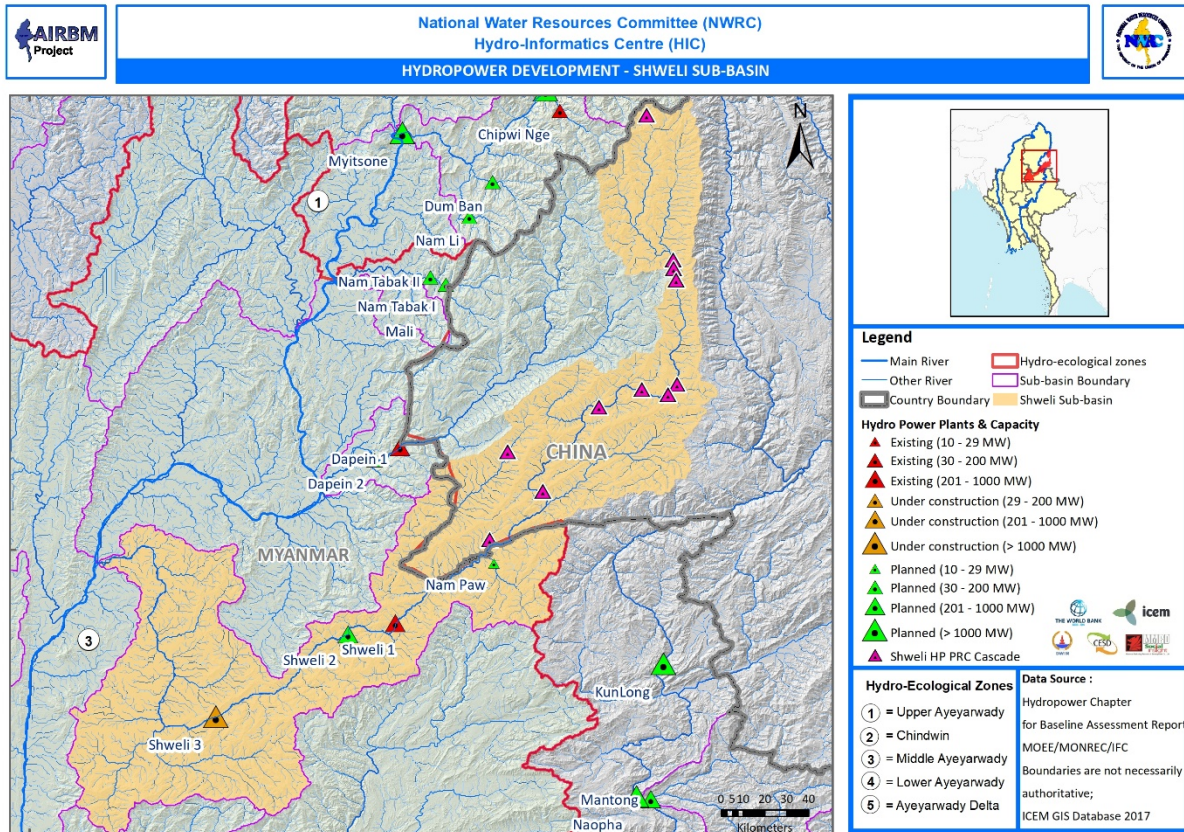 AIRBM
Project
National Water Resources Committee (NWRC)
Hydro-Informatics Centre (HIC)
HYDROPOWER DEVELOPMENT - SHWELI SUB-BASIN
NWRC
N
Chipwi Nge
Myitsone
1
Dum Ban
Nam Li
Nam Tabak II
Nam Tabak I
Mali
CHINA
Dapein 1
Dapein 2
MYANMAR
Nam Paw
3
Shweli 2
Shweli 1
KunLong
Shweli 3
Mantong
Naopha
0 5 10 20 30 40
Kilometers
Legend
Main River
Hydro-ecological zones
Other River
Sub-basin Boundary
Country Boundary
Shweli Sub-basin
Hydro Power Plants & Capacity
Existing (10 - 29 MW)
Existing (30 - 200 MW)
Existing (201 - 1000 MW)
Under construction (29 - 200 MW)
Under construction (201 - 1000 MW)
Under construction (> 1000 MW)
Planned (10 - 29 MW)
Planned (30 - 200 MW)
Planned (201 - 1000 MW)
Planned (> 1000 MW)
Shweli HP PRC Cascade
THE WORLD BANK
icem
CESD
Hydro-Ecological Zones
1 = Upper Ayeyarwady
2 = Chindwin
3 = Middle Ayeyarwady
4 = Lower Ayeyarwady
5 = Ayeyarwady Delta
Data Source :
Hydropower Chapter
for Baseline Assessment Report
MOEE/MONREC/IFC
Boundaries are not necessarily
authoritative;
ICEM GIS Database 2017